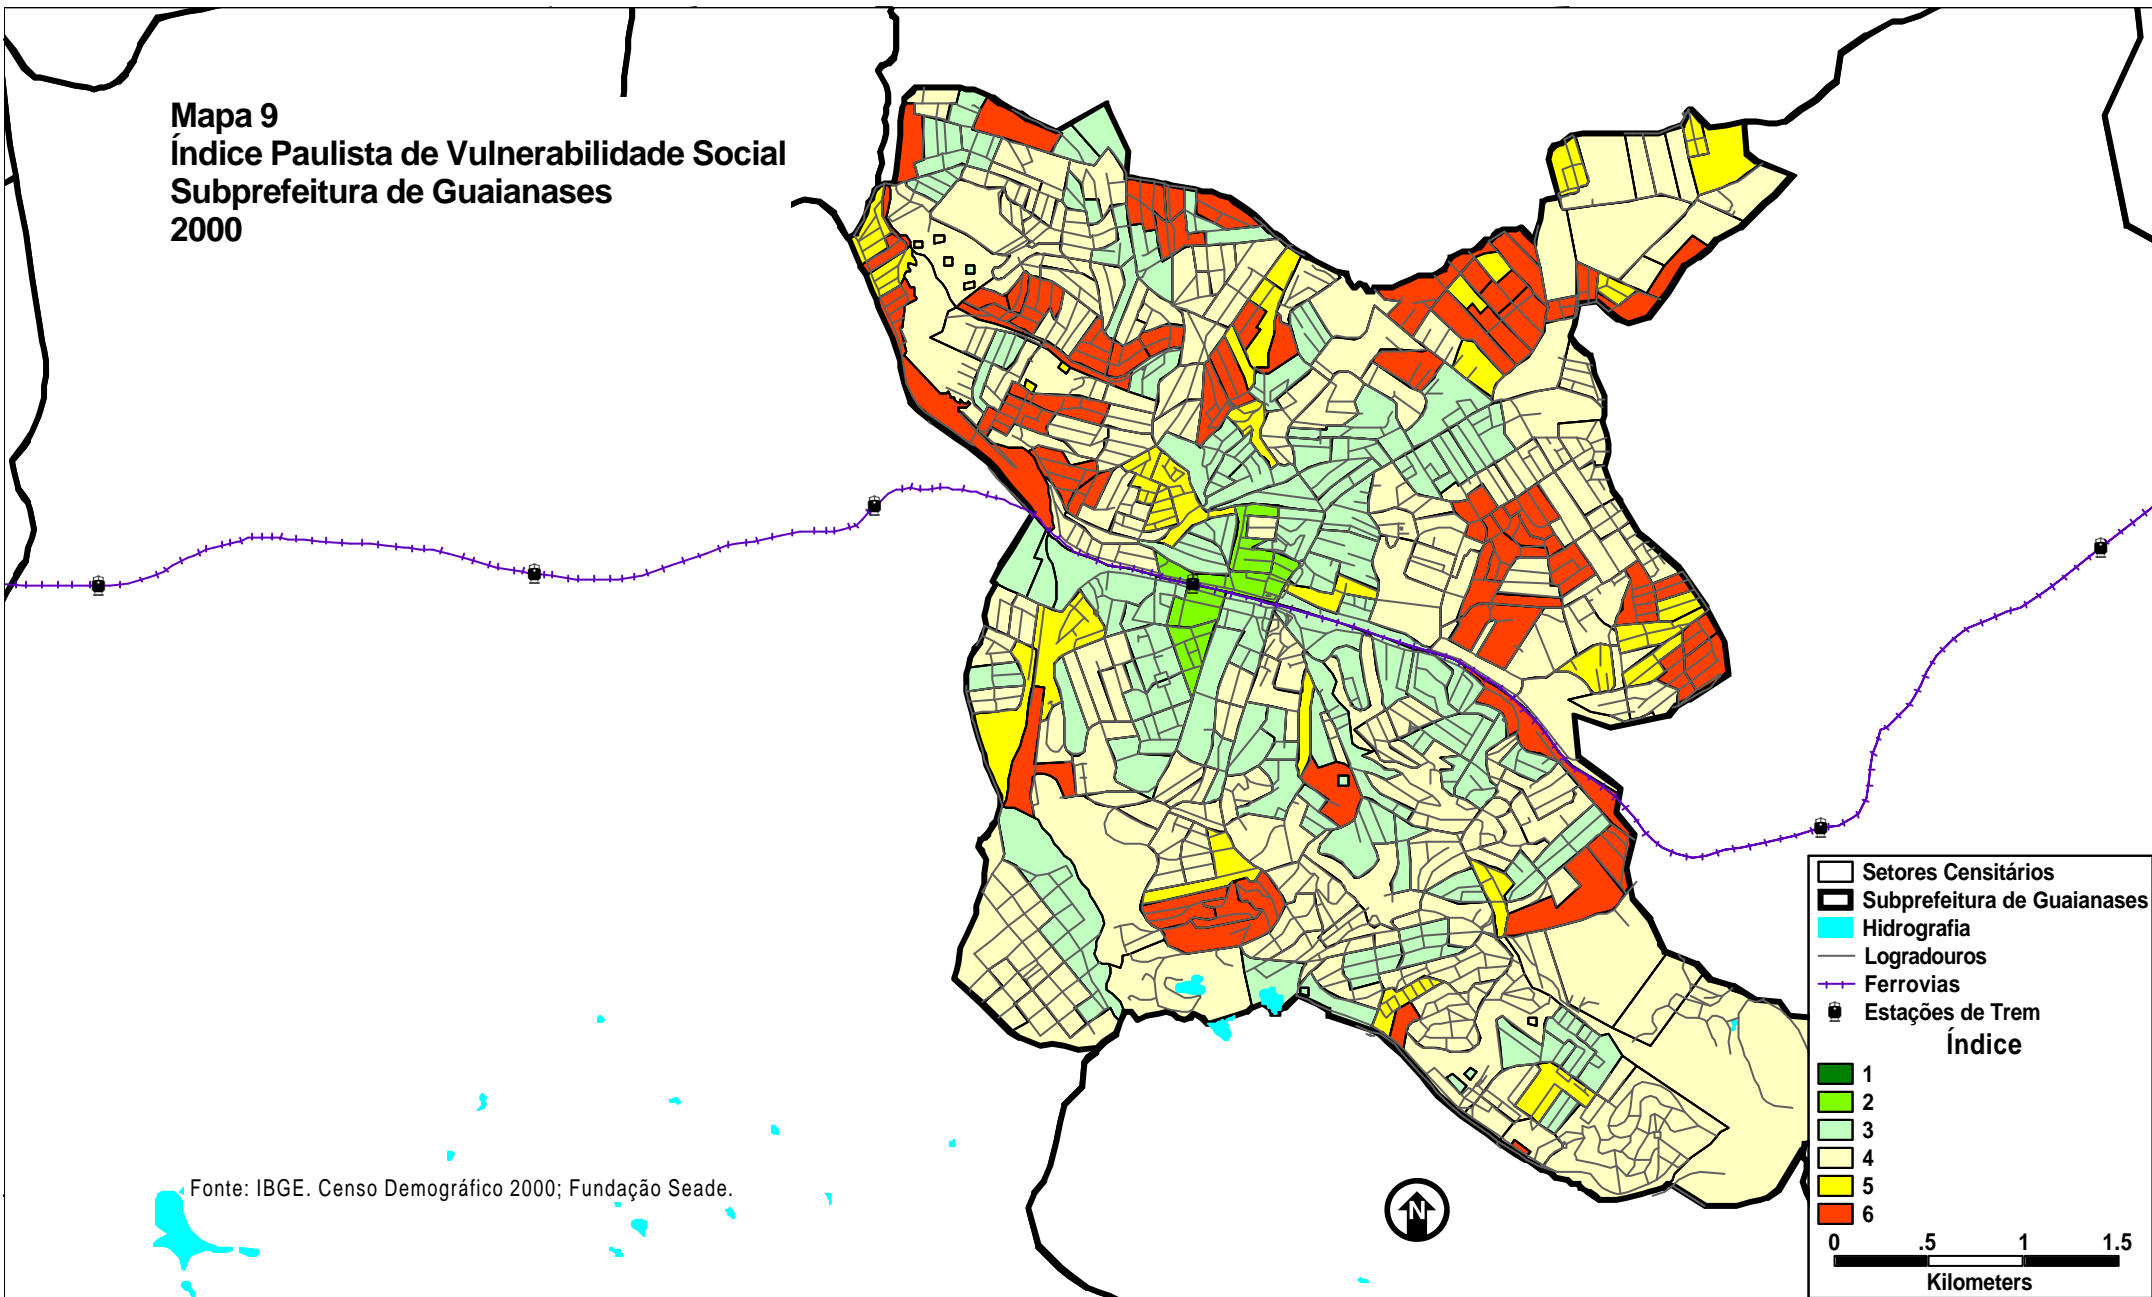 Mapa 9
Índice Paulista de Vulnerabilidade Social
Subprefeitura de Guaianases
2000
Setores Censitários
Subprefeitura de Guaianases
Hidrografia
Logradouros
Ferrovias
Estações de Trem
Índice
1
2
3
4
5
6
0 .5 1 1.5
Kilometers
N
Fonte: IBGE. Censo Demográfico 2000; Fundação Seade.